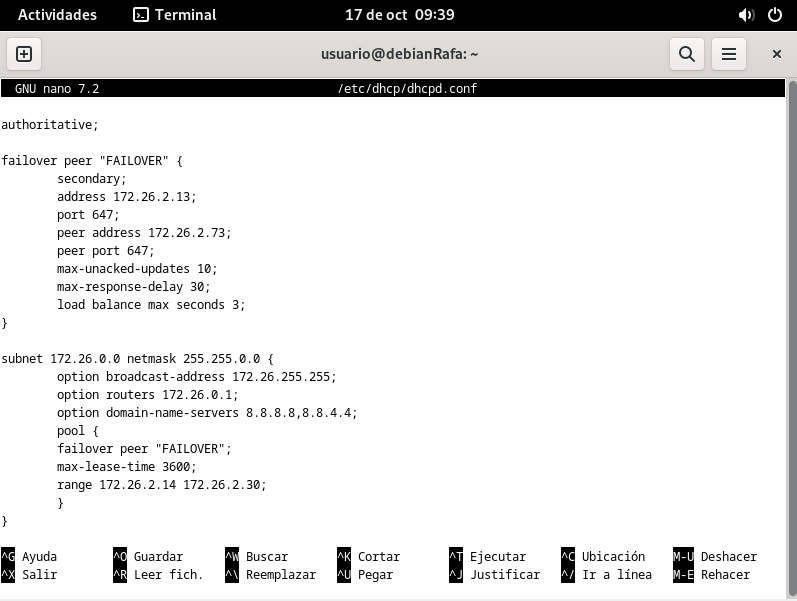 Actividades Terminal 17 de oct 09:39
usuario@debianRafa: ~
GNU nano 7.2 /etc/dhcp/dhcpd.conf
authoritative;
failover peer "FAILOVER" {
secondary;
address 172.26.2.13;
port 647;
peer address 172.26.2.73;
peer port 647;
max-unacked-updates 10;
max-response-delay 30;
load balance max seconds 3;
}
subnet 172.26.0.0 netmask 255.255.0.0 {
option broadcast-address 172.26.255.255;
option routers 172.26.0.1;
option domain-name-servers 8.8.8.8,8.8.4.4;
pool {
failover peer "FAILOVER";
max-lease-time 3600;
range 172.26.2.14 172.26.2.30;
}
}
^G Ayuda ^O Guardar ^W Buscar ^K Cortar ^T Ejecutar ^C Ubicación M-U Deshacer
^X Salir ^R Leer fich. ^\ Reemplazar ^U Pegar ^J Justificar ^/ Ir a línea M-E Rehacer